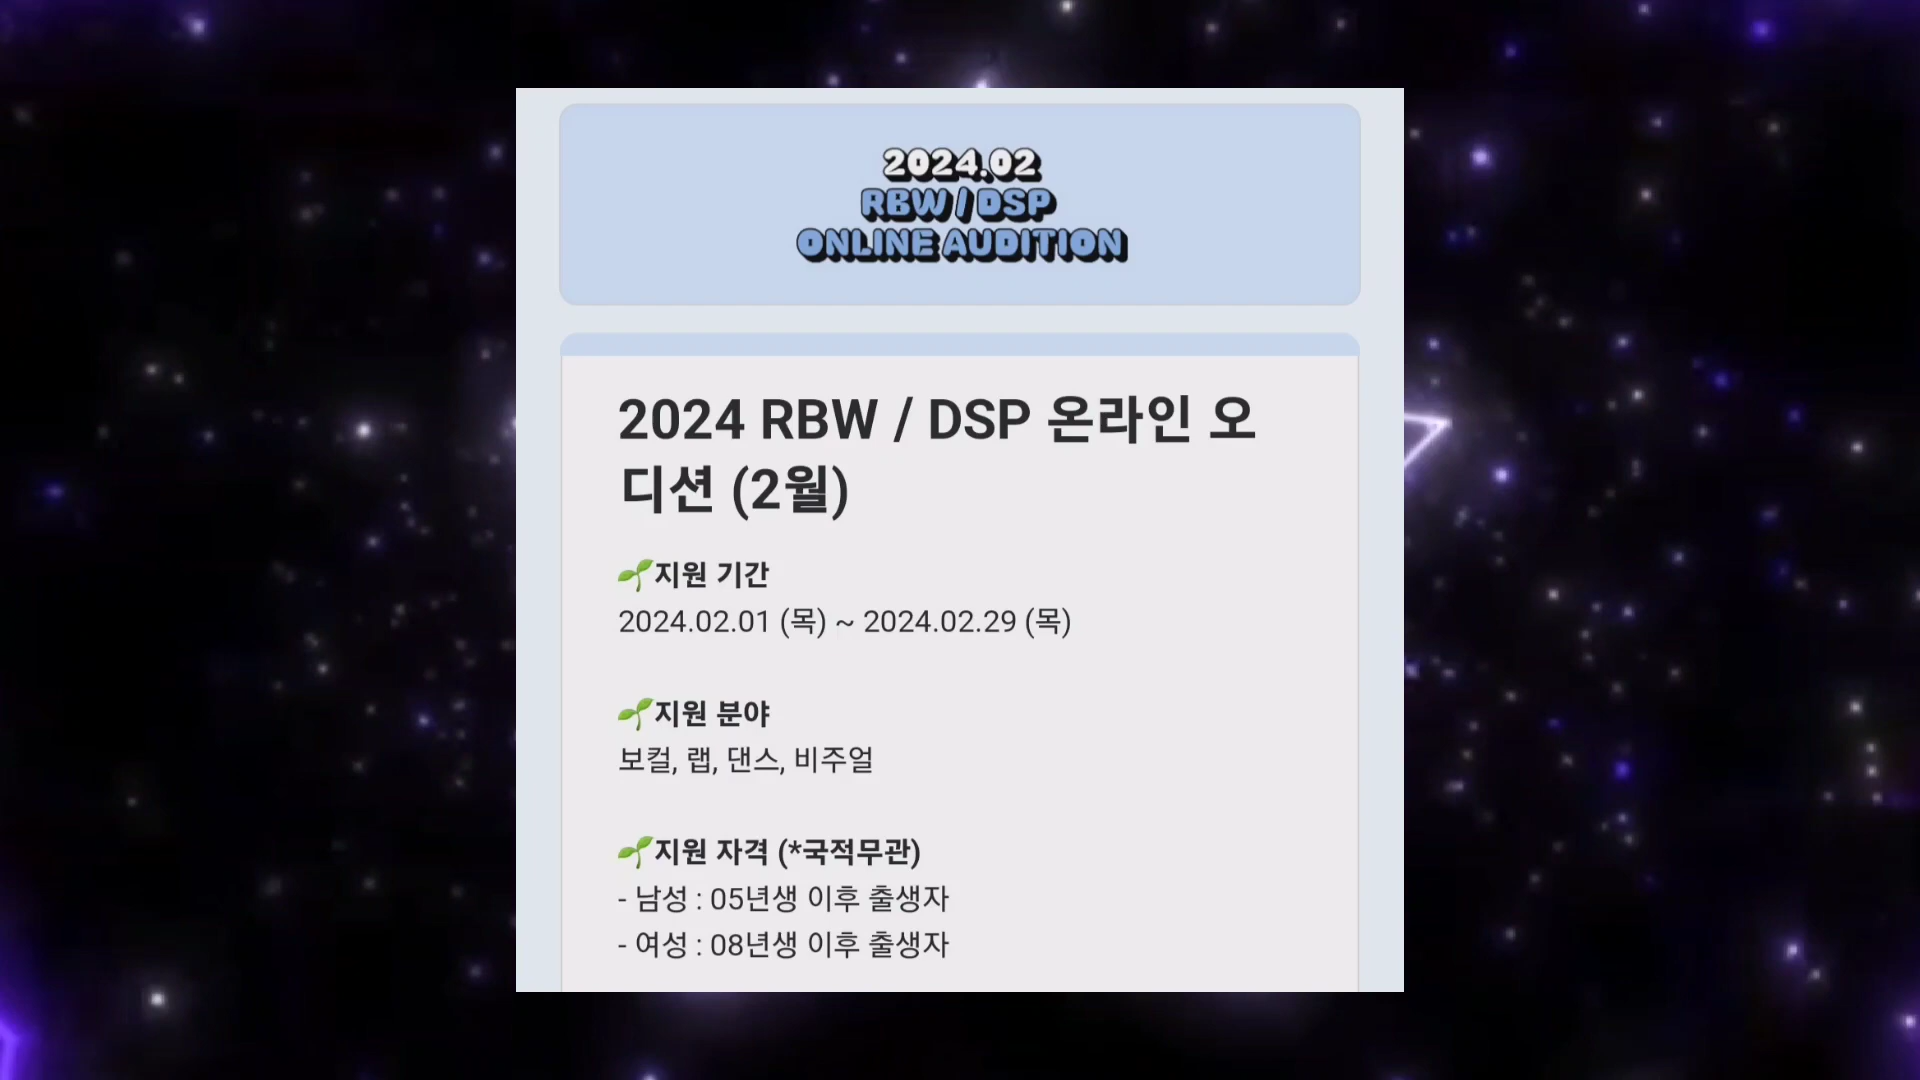 2024.02
RBW / DSP
ONLINE AUDITION
2024 RBW / DSP 온라인 오
디션 (2월)
🌱지원 기간
2024.02.01 (목) ~ 2024.02.29 (목)
🌱지원 분야
보컬, 랩, 댄스, 비주얼
🌱지원 자격 (*국적무관)
- 남성 : 05년생 이후 출생자
- 여성 : 08년생 이후 출생자